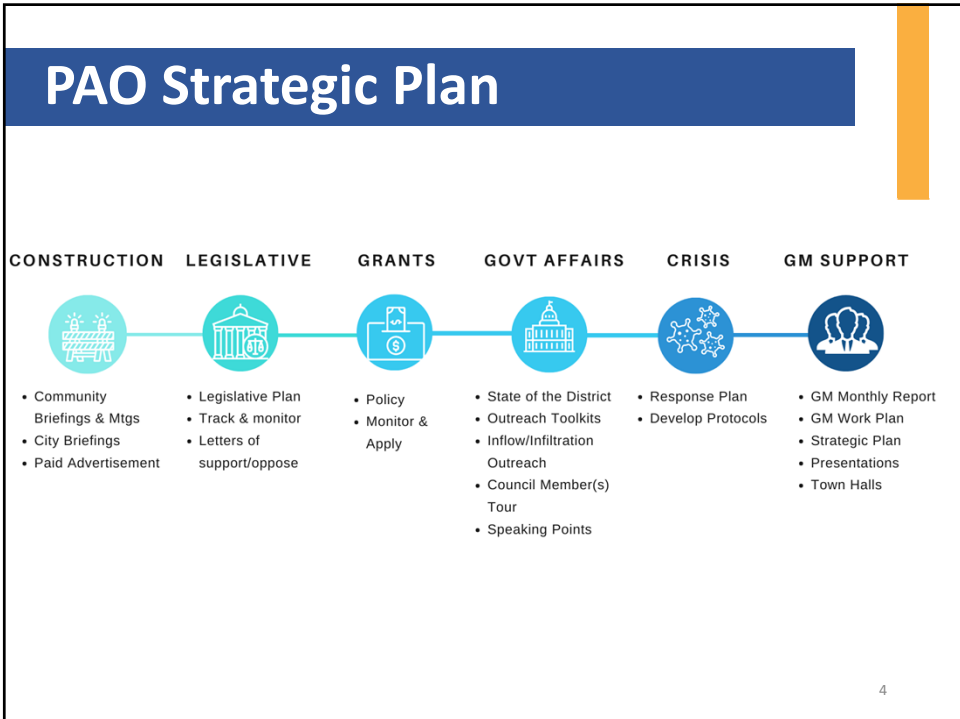 PAO Strategic Plan
CONSTRUCTION
Community
Briefings & Mtgs
City Briefings
Paid Advertisement
LEGISLATIVE
Legislative Plan
Track & monitor
Letters of
support/oppose
GRANTS
Policy
Monitor &
Apply
GOVT AFFAIRS
State of the District
Outreach Toolkits
Inflow/Infiltration
Outreach
Council Member(s)
Tour
Speaking Points
CRISIS
Response Plan
Develop Protocols
GM SUPPORT
GM Monthly Report
GM Work Plan
Strategic Plan
Presentations
Town Halls
4